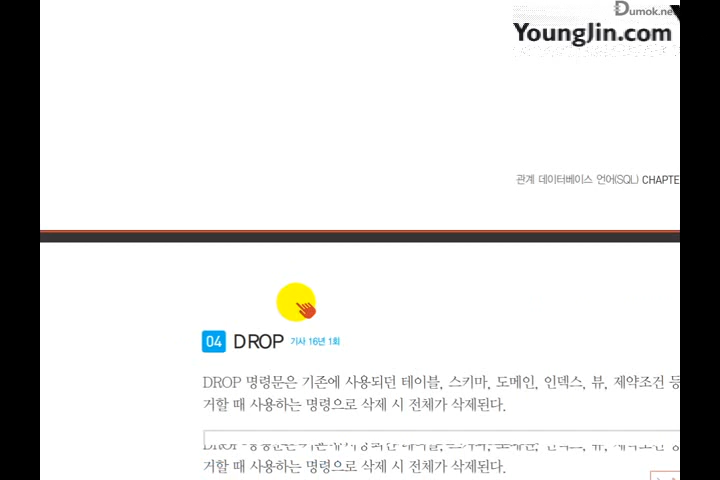 Dumok.ne
YoungJin.com
관계 데이터베이스 언어(SQL) CHAPTE
04 DROP 기사 16년 1회
DROP 명령문은 기존에 사용되던 테이블, 스키마, 도메인, 인덱스, 뷰, 제약조건 등
거할 때 사용하는 명령으로 삭제 시 전체가 삭제된다.
거할 때 사용하는 명령으로 삭제 시 전체가 삭제된다.